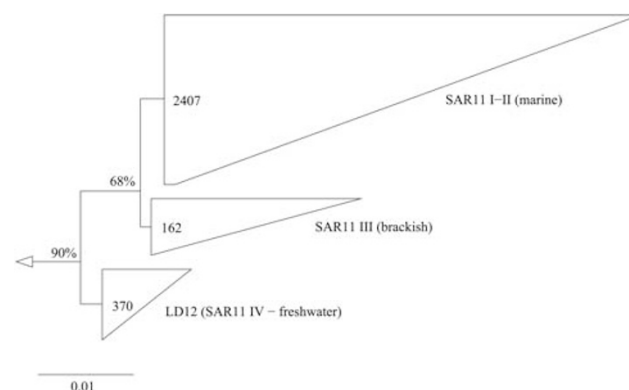 2407
SAR11 I−II (marine)
68%
162
SAR11 III (brackish)
90%
370
LD12 (SAR11 IV − freshwater)
0.01